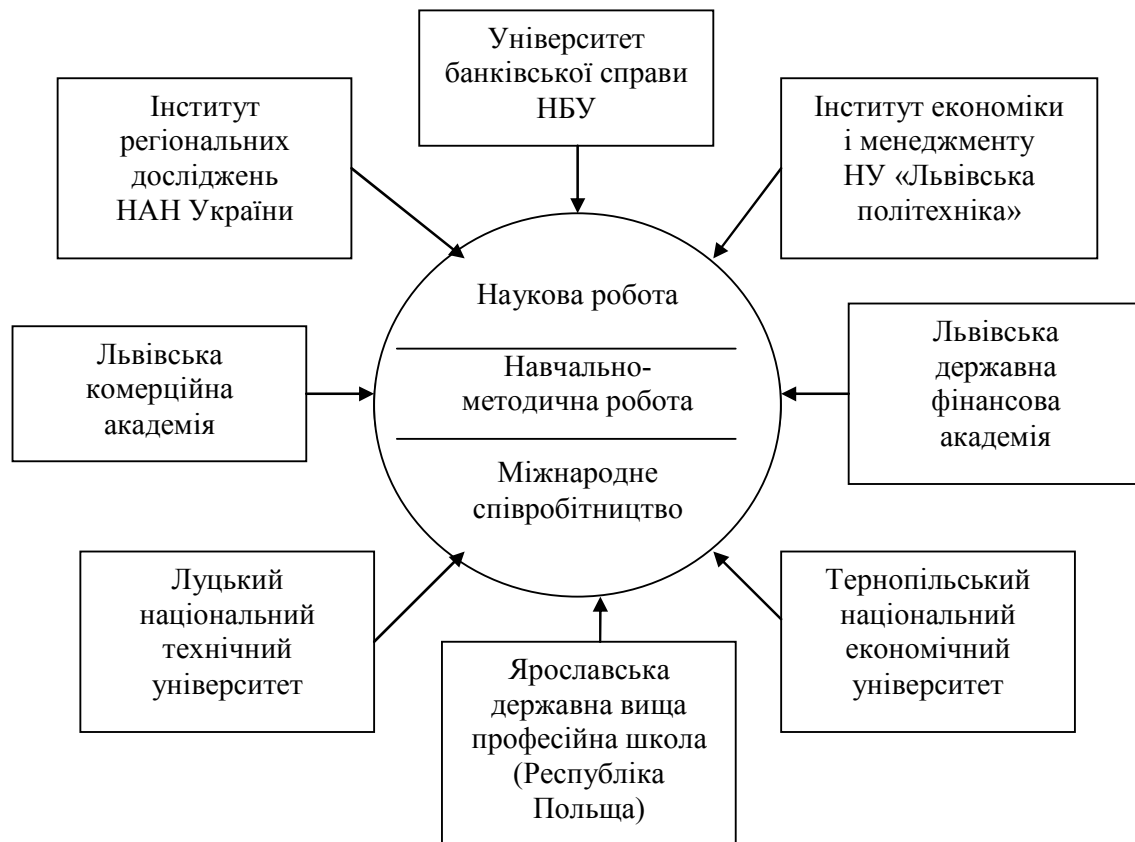 Університет
банківської справи
НБУ
Інститут
регіональних
досліджень
НАН України
Інститут економіки
і менеджменту
НУ «Львівська
політехніка»
Наукова робота
Навчально-
методична робота
Міжнародне
співробітництво
Львівська
комерційна
академія
Львівська
державна
фінансова
академія
Луцький
національний
технічний
університет
Ярославська
державна вища
професійна школа
(Республіка
Польща)
Тернопільський
національний
економічний
університет